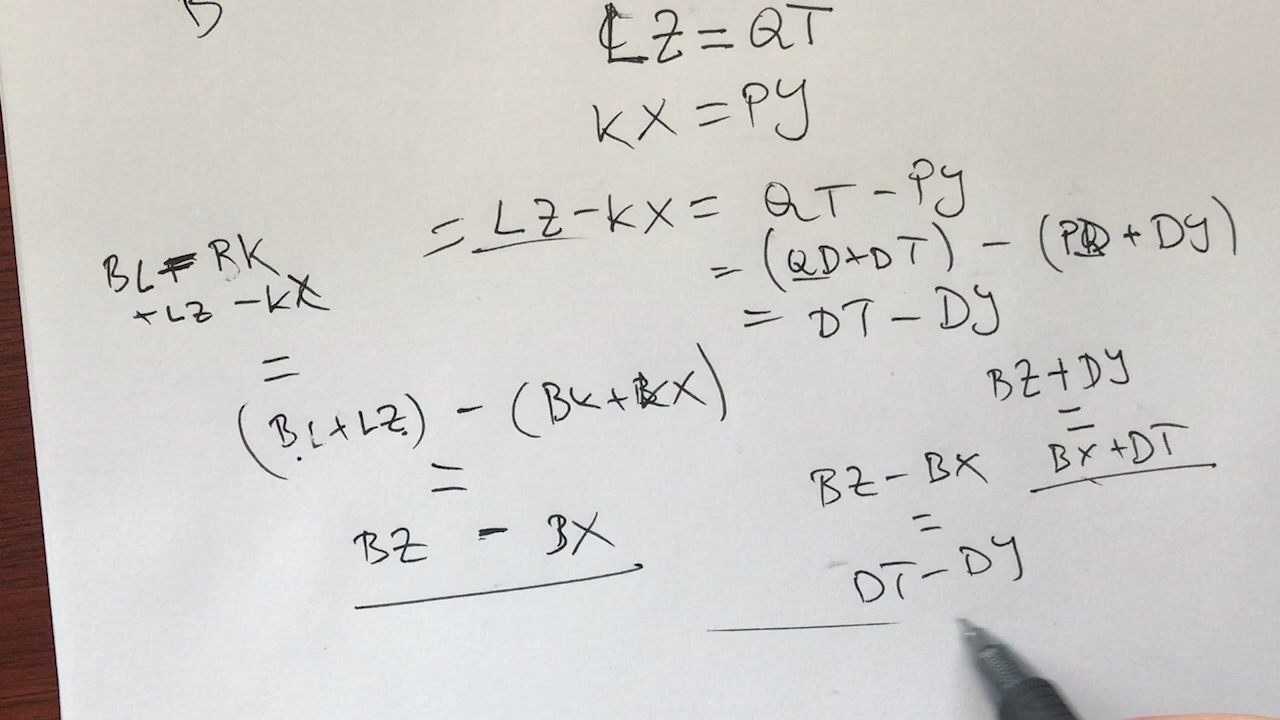 B
LZ = QT
KX = PY
= LZ - KX = QT - PY
BL - BK
+ LZ - KX
= (QD + DT) - (PD + DY)
= DT - DY
=
(BL + LZ) - (BK + KX)
=
BZ - BX
BZ + DY
=
BX + DT
BZ - BX
=
DT - DY